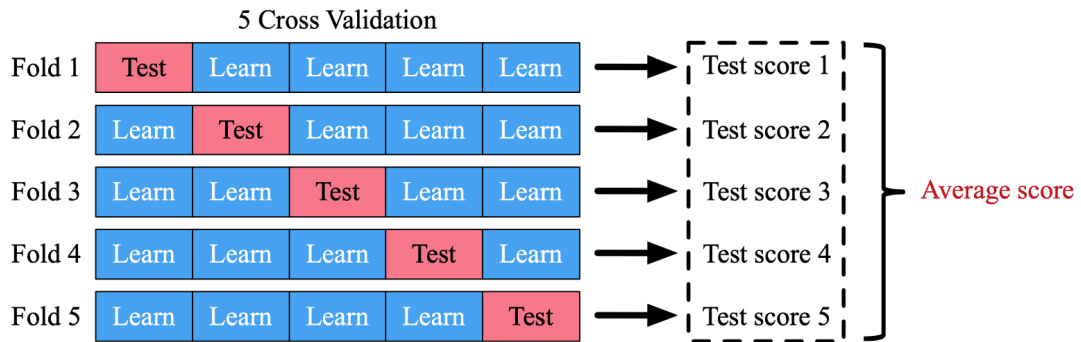 5 Cross Validation
Fold 1 Test Learn Learn Learn Learn Test score 1
Fold 2 Learn Test Learn Learn Learn Test score 2
Fold 3 Learn Learn Test Learn Learn Test score 3
Average score
Fold 4 Learn Learn Learn Test Learn Test score 4
Fold 5 Learn Learn Learn Learn Test Test score 5